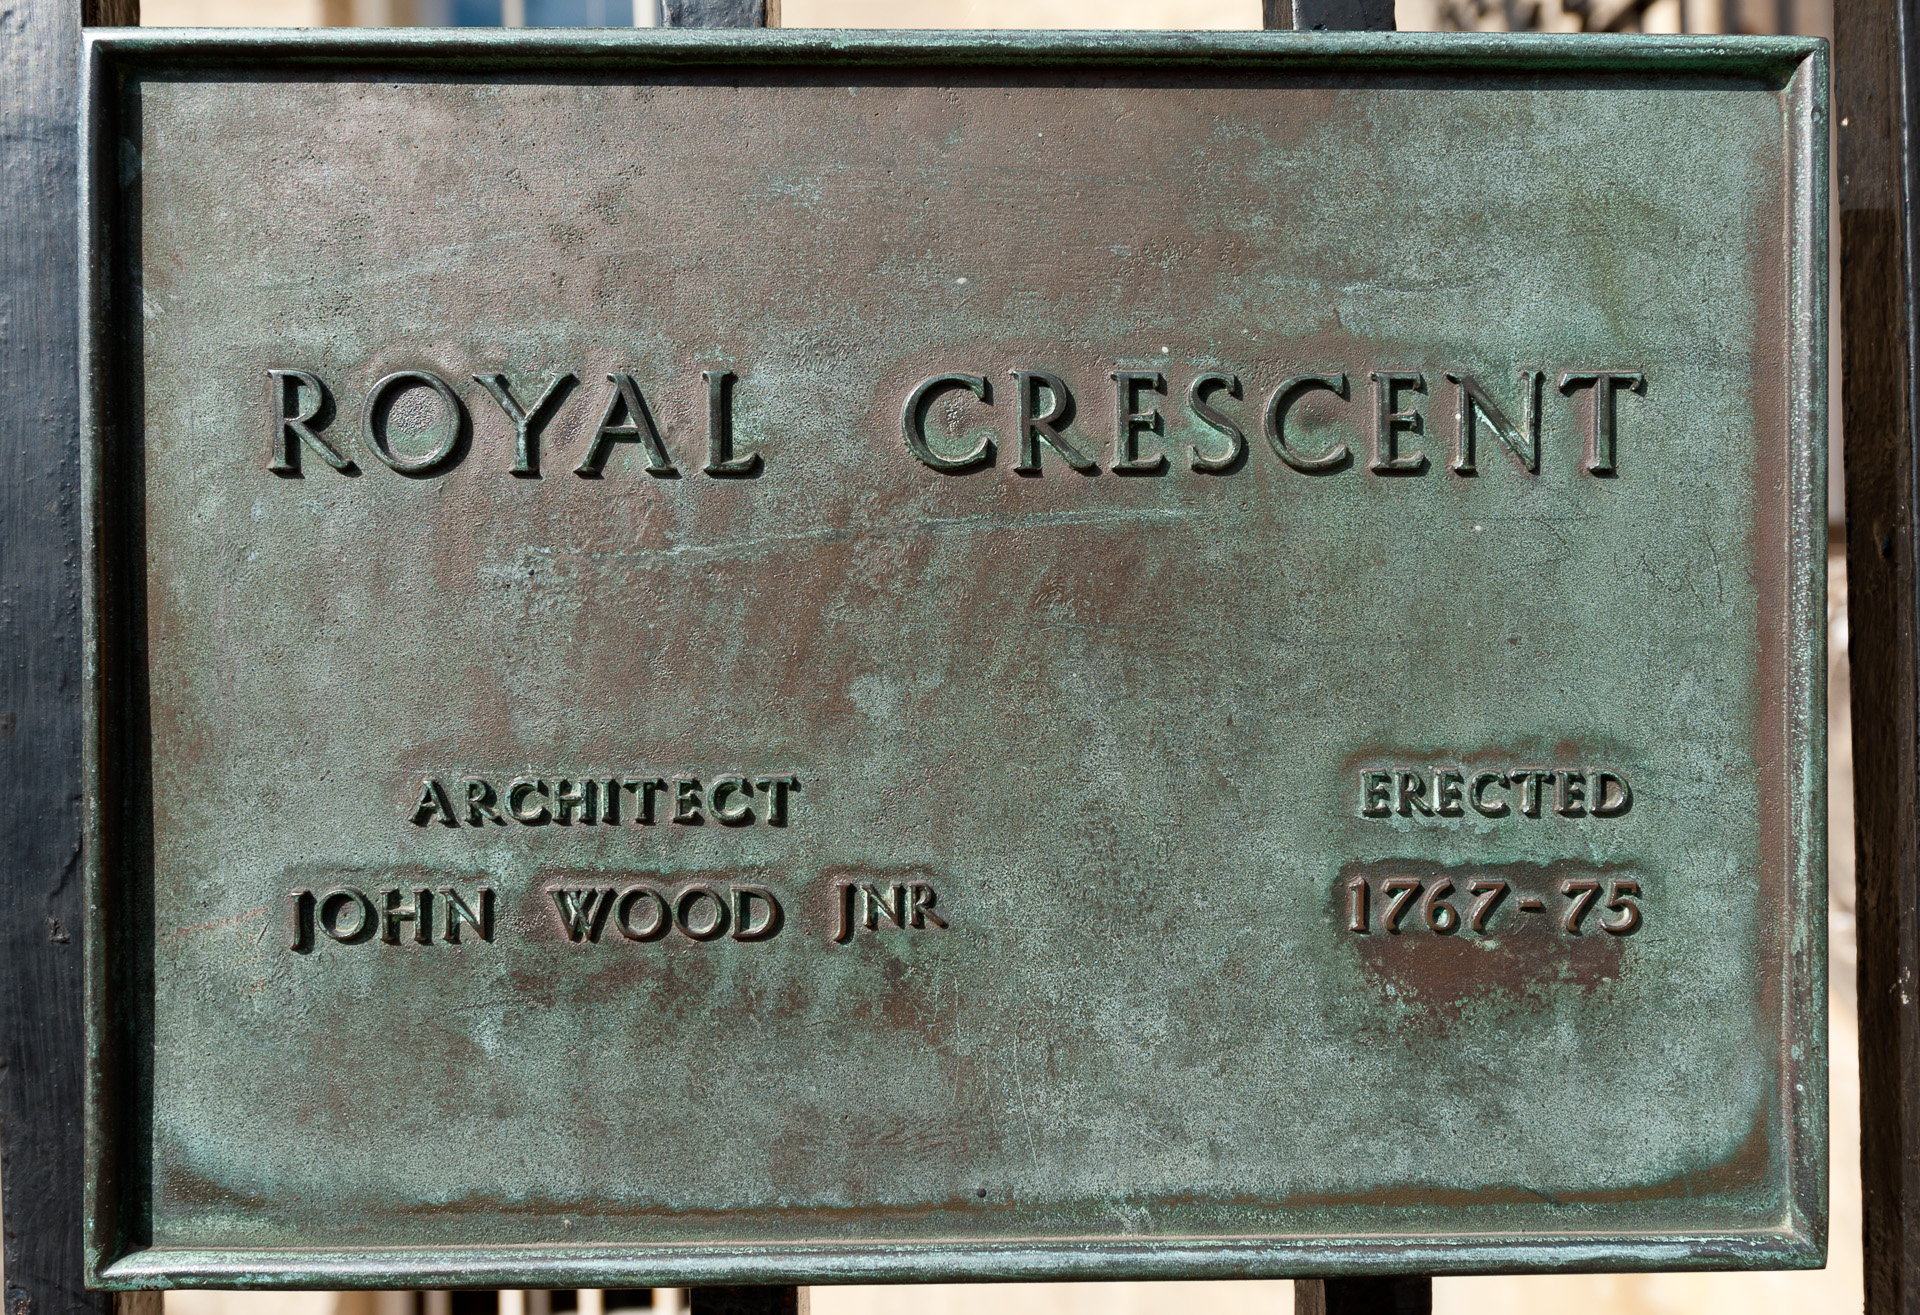 ROYAL CRESCENT
ARCHITECT
JOHN WOOD JNR
ERECTED
1767-75